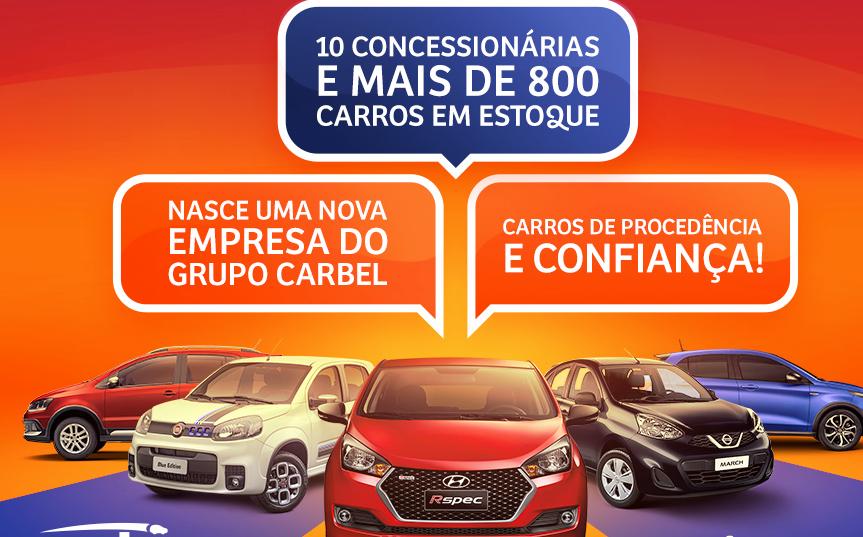 10 CONCESSIONÁRIAS
E MAIS DE 800
CARROS EM ESTOQUE
NASCE UMA NOVA
EMPRESA DO
GRUPO CARBEL
CARROS DE PROCEDÊNCIA
E CONFIANÇA!
Blue Edition
Rspec
MARCH
NISSAN